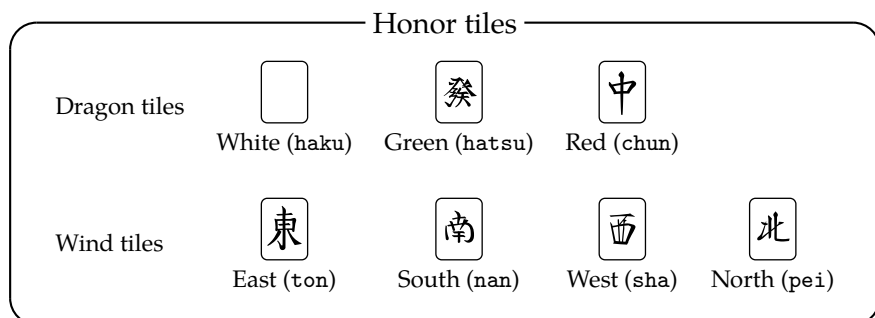 Honor tiles
Dragon tiles
發 中
White (haku) Green (hatsu) Red (chun)
Wind tiles
東 南 西 北
East (ton) South (nan) West (sha) North (pei)